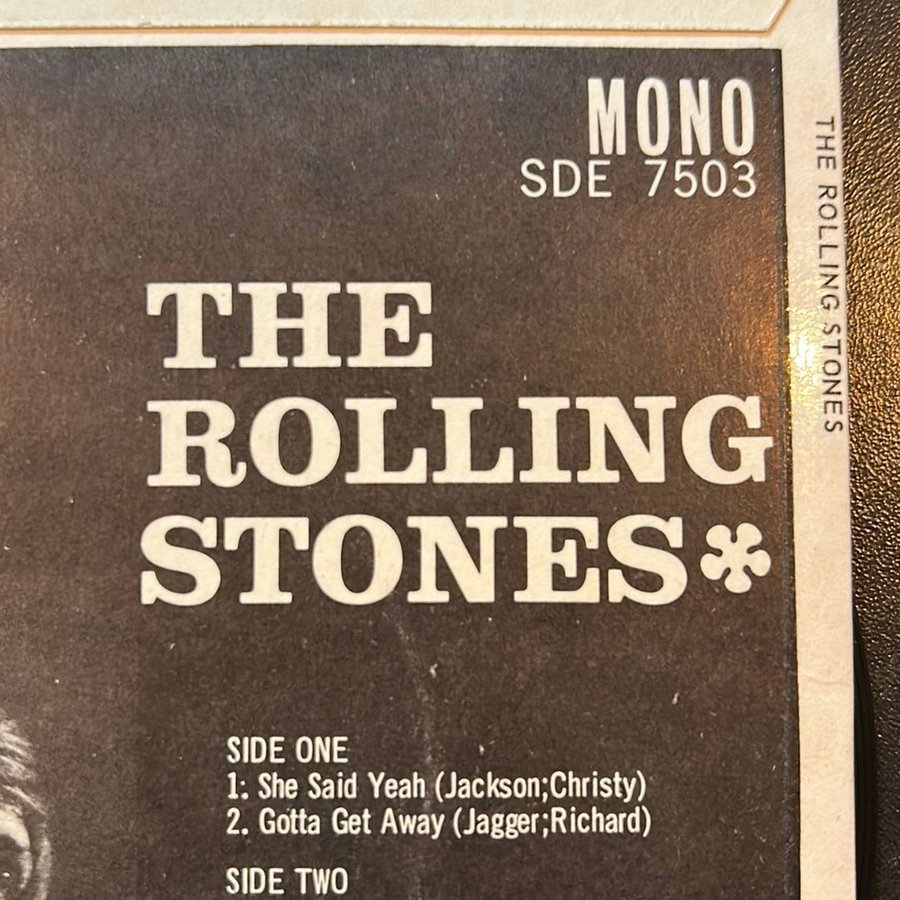 MONO
SDE 7503
THE ROLLING STONES
THE
ROLLING
STONES*
SIDE ONE
1: She Said Yeah (Jackson;Christy)
2. Gotta Get Away (Jagger;Richard)
SIDE TWO